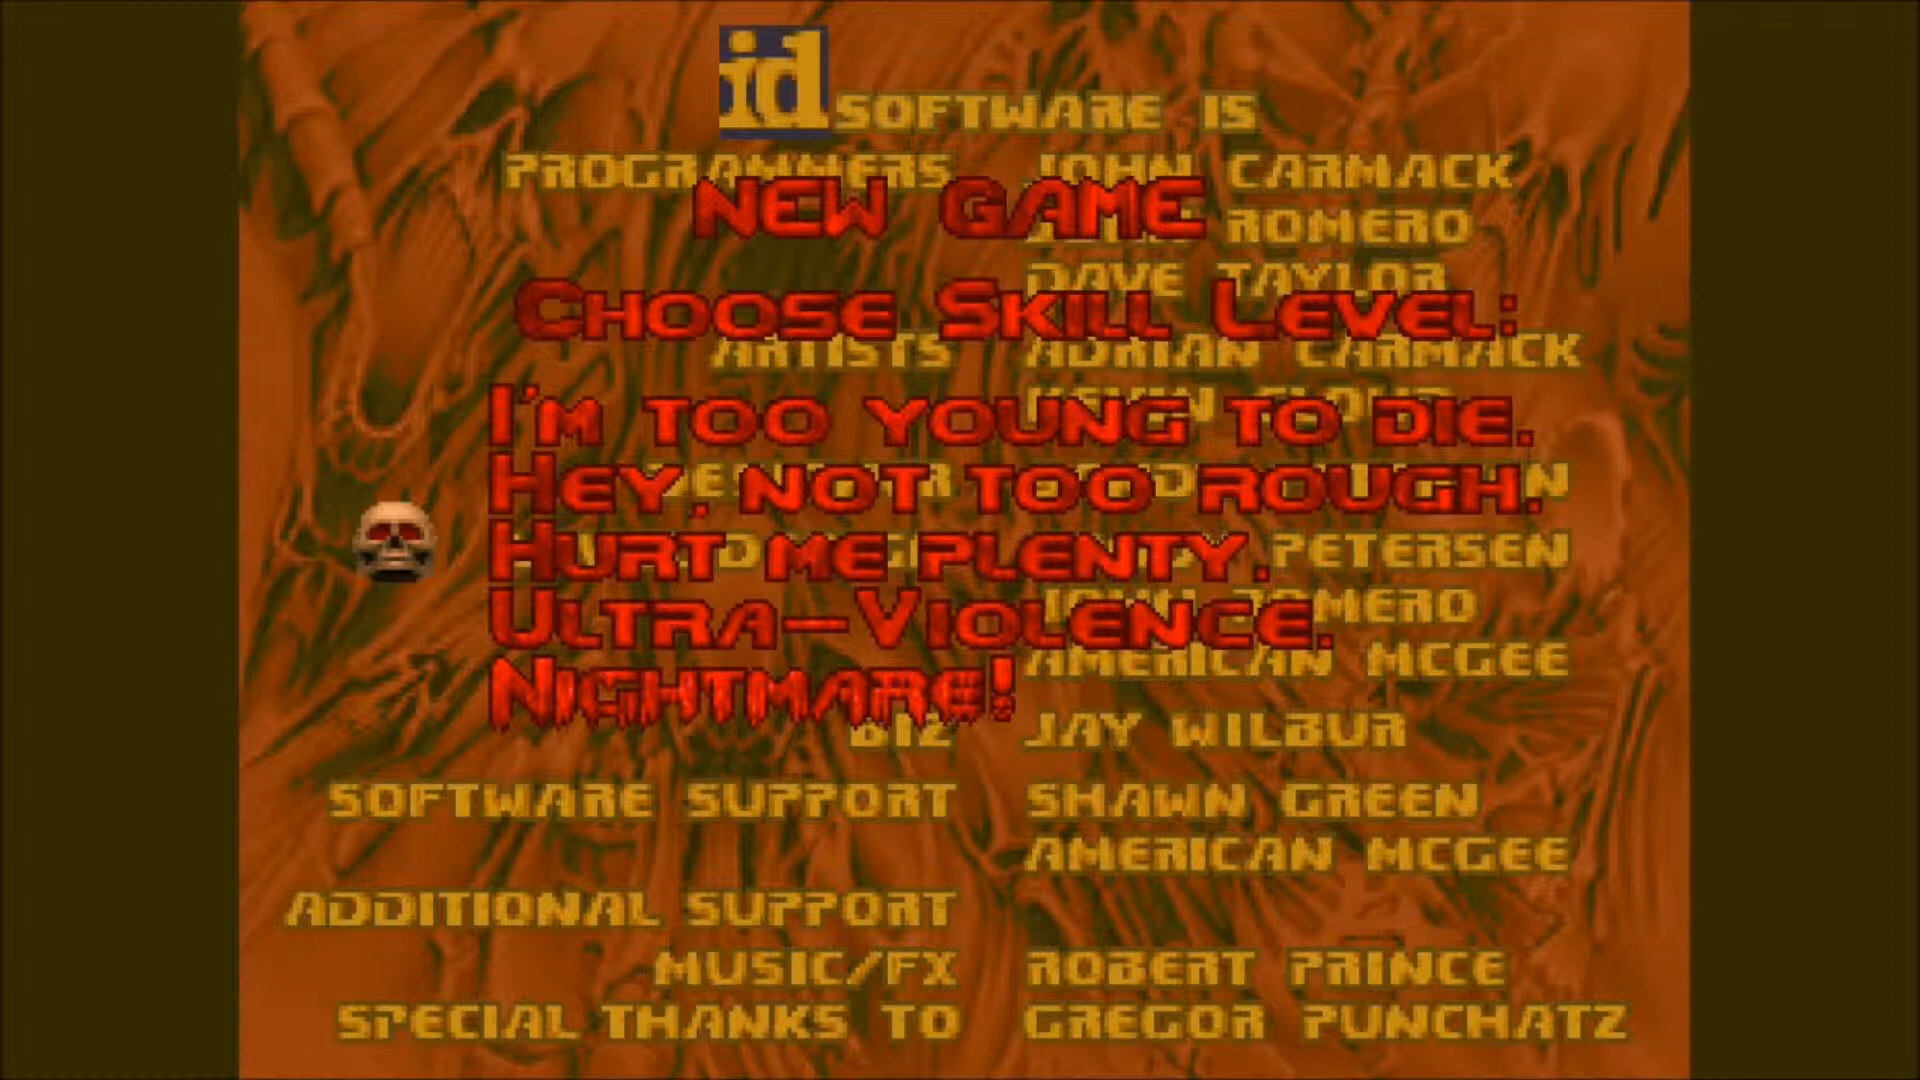 id SOFTWARE IS
PROGRAMMERS JOHN CARMACK
NEW GAME
ROMERO
DAVE TAYLOR
CHOOSE SKILL LEVEL:
ARTISTS ADRIAN CARMACK
I'M TOO YOUNG TO DIE.
HEY, NOT TOO ROUGH.
HURT ME PLENTY.
PETERSEN
ULTRA-VIOLENCE.
ROMERO
AMERICAN MCGEE
NIGHTMARE!
BIZ JAY WILBUR
SOFTWARE SUPPORT SHAWN GREEN
AMERICAN MCGEE
ADDITIONAL SUPPORT
MUSIC/FX ROBERT PRINCE
SPECIAL THANKS TO GREGOR PUNCHATZ